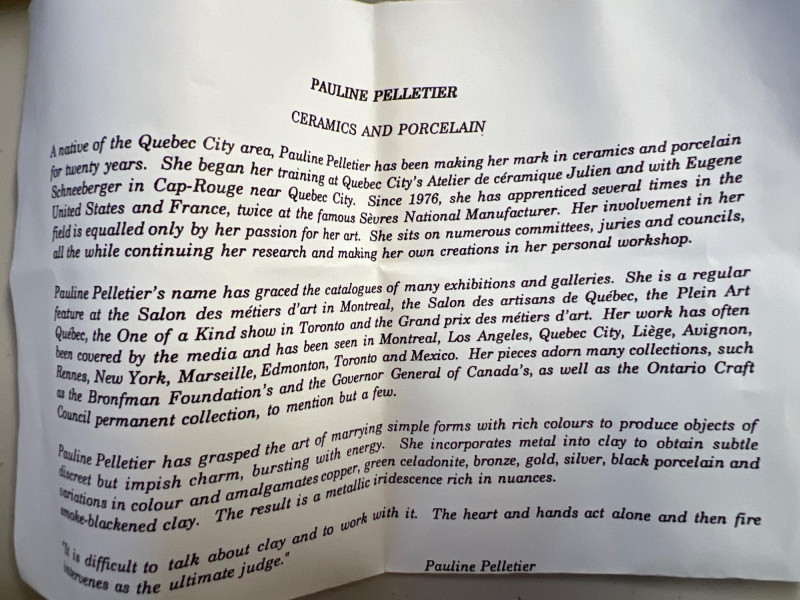 PAULINE PELLETIER
CERAMICS AND PORCELAIN
A native of the Quebec City area, Pauline Pelletier has been making her mark in ceramics and porcelain
for twenty years. She began her training at Quebec City's Atelier de céramique Julien and with Eugene
Schneeberger in Cap-Rouge near Quebec City. Since 1976, she has apprenticed several times in the
United States and France, twice at the famous Sèvres National Manufacturer. Her involvement in her
field is equalled only by her passion for her art. She sits on numerous committees, juries and councils,
all the while continuing her research and making her own creations in her personal workshop.
Pauline Pelletier's name has graced the catalogues of many exhibitions and galleries. She is a regular
feature at the Salon des métiers d'art in Montreal, the Salon des artisans de Québec, the Plein Art
Québec, the One of a Kind show in Toronto and the Grand prix des métiers d'art. Her work has often
been covered by the media and has been seen in Montreal, Los Angeles, Quebec City, Liège, Avignon,
Rennes, New York, Marseille, Edmonton, Toronto and Mexico. Her pieces adorn many collections, such
as the Bronfman Foundation's and the Governor General of Canada's, as well as the Ontario Craft
Council permanent collection, to mention but a few.
Pauline Pelletier has grasped the art of marrying simple forms with rich colours to produce objects of
discreet but impish charm, bursting with energy. She incorporates metal into clay to obtain subtle
variations in colour and amalgamates copper, green celadonite, bronze, gold, silver, black porcelain and
smoke-blackened clay. The result is a metallic iridescence rich in nuances.
"It is difficult to talk about clay and to work with it. The heart and hands act alone and then fire
intervenes as the ultimate judge."
Pauline Pelletier